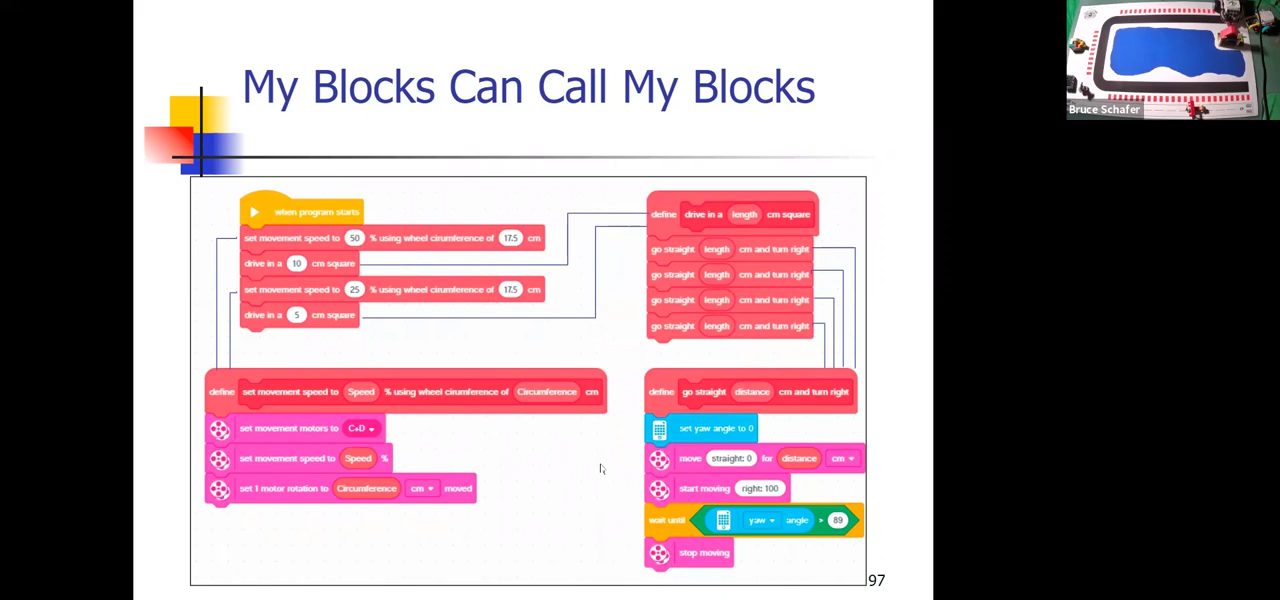 My Blocks Can Call My Blocks
when program starts
set movement speed to 50 % using wheel cirumference of 17.5 cm
drive in a 10 cm square
set movement speed to 25 % using wheel cirumference of 17.5 cm
drive in a 5 cm square
define drive in a length cm square
go straight length cm and turn right
go straight length cm and turn right
go straight length cm and turn right
go straight length cm and turn right
define set movement speed to Speed % using wheel cirumference of Circumference cm
set movement motors to C+D
set movement speed to Speed %
set 1 motor rotation to Circumference cm moved
define go straight distance cm and turn right
set yaw angle to 0
move straight: 0 for distance cm
start moving right: 100
wait until yaw angle > 89
stop moving
97
Bruce Schafer